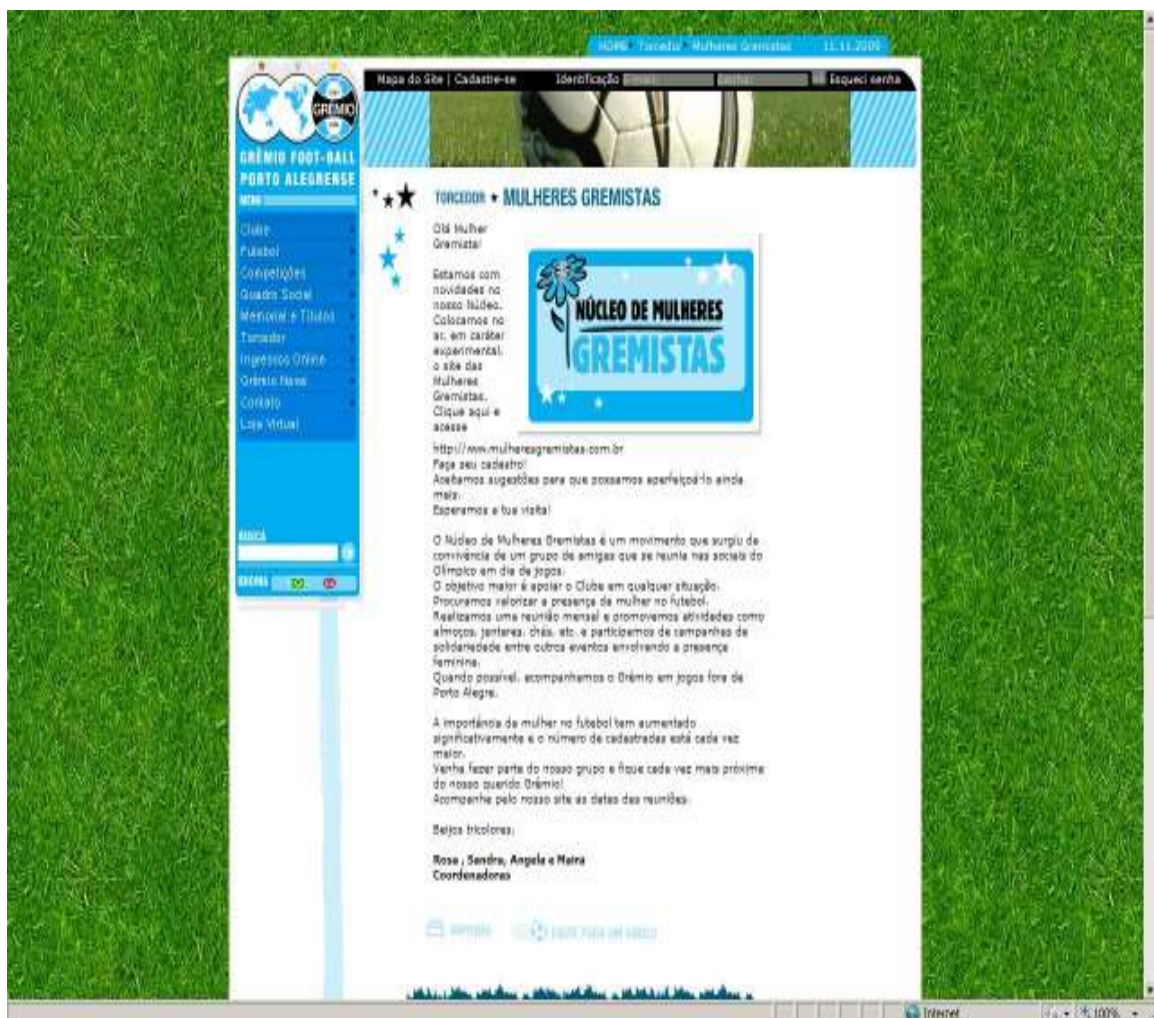 HOME Torcedor Mulheres Gremistas 11.11.2009
Mapa do Site | Cadastre-se Identificação Esqueci senha
GRÊMIO
GRÊMIO FOOT-BALL
PORTO ALEGRENSE
MENU
Clube
Futebol
Competições
Quadro Social
Memorial e Títulos
Torcedor
Ingressos Online
Grêmio News
Contato
Loja Virtual
BUSCA
IDIOMA
TORCEDOR ★ MULHERES GREMISTAS
Olá Mulher
Gremista!
Estamos com
novidades no
nosso Núcleo.
Colocamos no
ar, em caráter
experimental,
o site das
Mulheres
Gremistas.
Clique aqui e
acesse
NÚCLEO DE MULHERES
GREMISTAS
http://www.mulheresgremistas.com.br
Faça seu cadastro!
Aceitamos sugestões para que possamos aperfeiçoá-lo ainda
mais.
Esperamos a tua visita!
O Núcleo de Mulheres Gremistas é um movimento que surgiu da
convivência de um grupo de amigas que se reunia nas sociais do
Olímpico em dia de jogos.
O objetivo maior é apoiar o Clube em qualquer situação.
Procuramos valorizar a presença da mulher no futebol.
Realizamos uma reunião mensal e promovemos atividades como
almoços, jantares, chás, etc. e participamos de campanhas de
solidariedade entre outros eventos envolvendo a presença
feminina.
Quando possível, acompanhamos o Grêmio em jogos fora de
Porto Alegre.
A importância da mulher no futebol tem aumentado
significativamente e o número de cadastradas está cada vez
maior.
Venha fazer parte do nosso grupo e fique cada vez mais próxima
do nosso querido Grêmio!
Acompanhe pelo nosso site as datas das reuniões.
Beijos tricolores,
Rosa , Sandra, Angela e Maira
Coordenadoras
IMPRIMIR
Internet 100%